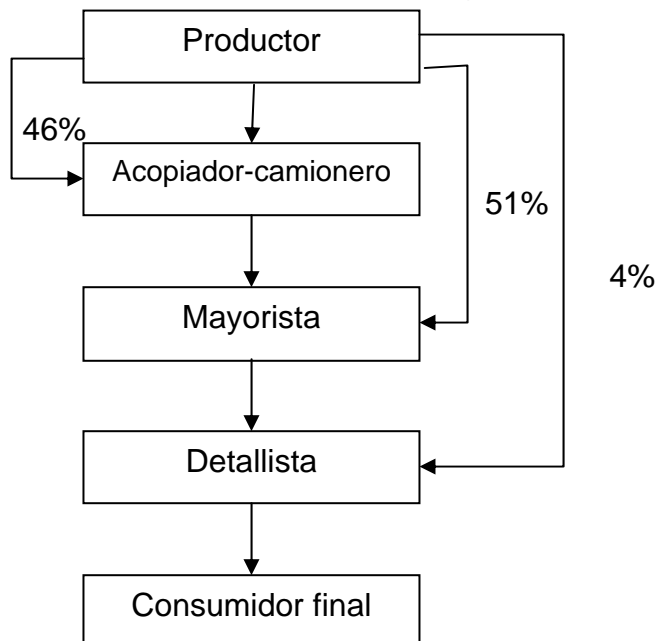 Productor
46%
Acopiador-camionero
51%
4%
Mayorista
Detallista
Consumidor final